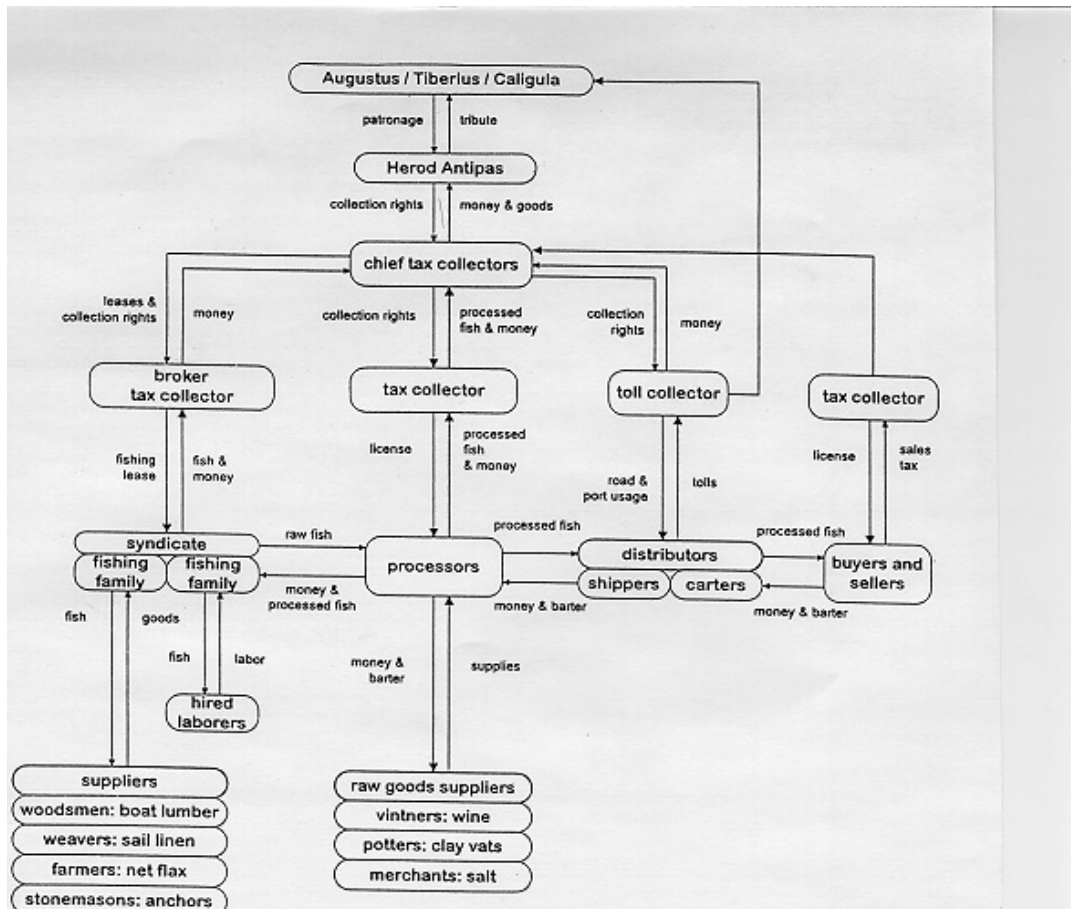 Augustus / Tiberius / Caligula
patronage
tribute
Herod Antipas
collection rights
money & goods
chief tax collectors
leases &
collection rights
money
collection rights
processed
fish & money
collection
rights
money
broker
tax collector
tax collector
toll collector
tax collector
fishing
lease
fish &
money
license
processed
fish
& money
road &
port usage
tolls
license
sales
tax
syndicate
fishing
family
fishing
family
raw fish
money &
processed fish
processors
processed fish
money & barter
distributors
shippers
carters
processed fish
money & barter
buyers and
sellers
fish
goods
fish
labor
hired
laborers
money &
barter
supplies
suppliers
woodsmen: boat lumber
weavers: sail linen
farmers: net flax
stonemasons: anchors
raw goods suppliers
vintners: wine
potters: clay vats
merchants: salt